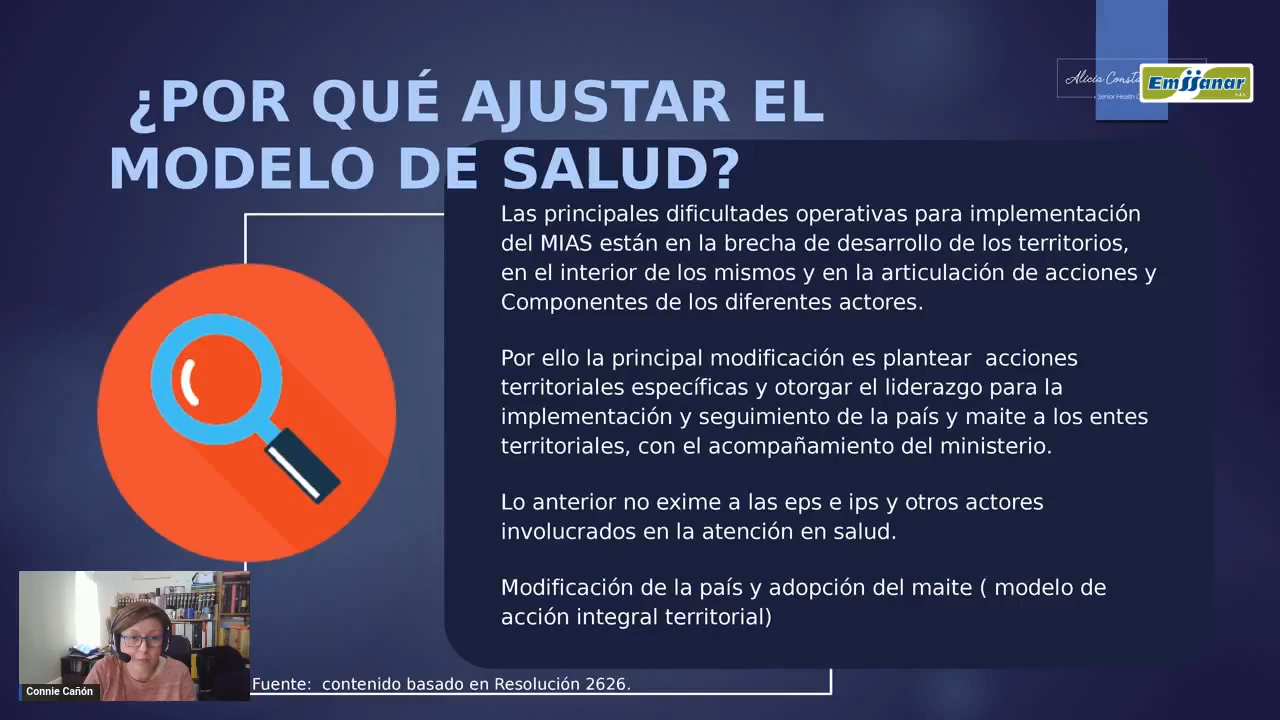 ¿POR QUÉ AJUSTAR EL
MODELO DE SALUD?
Alicia
Senior Health
Emssanar
S.A.S.
Las principales dificultades operativas para implementación
del MIAS están en la brecha de desarrollo de los territorios,
en el interior de los mismos y en la articulación de acciones y
Componentes de los diferentes actores.
Por ello la principal modificación es plantear  acciones
territoriales específicas y otorgar el liderazgo para la
implementación y seguimiento de la país y maite a los entes
territoriales, con el acompañamiento del ministerio.
Lo anterior no exime a las eps e ips y otros actores
involucrados en la atención en salud.
Modificación de la país y adopción del maite ( modelo de
acción integral territorial)
Connie Cañón
Fuente:  contenido basado en Resolución 2626.